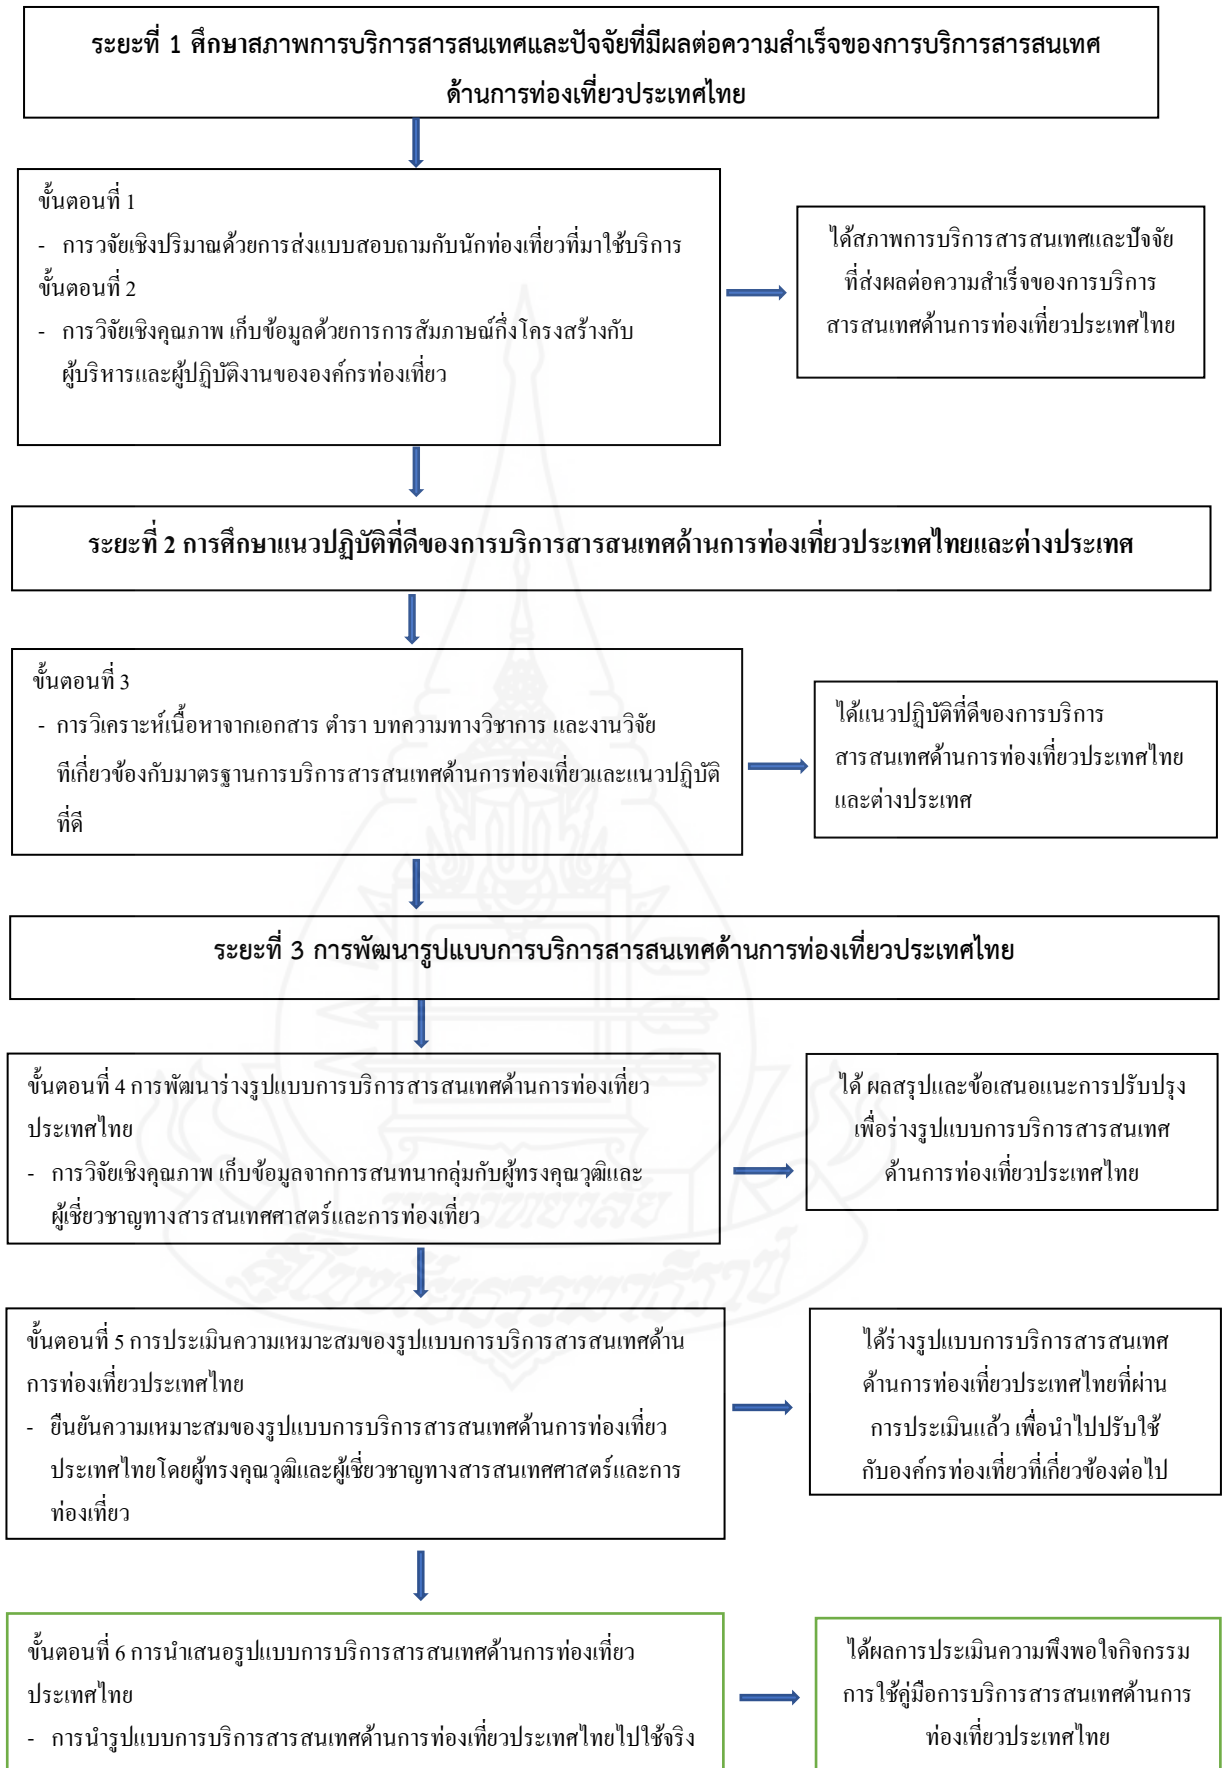 ระยะที่ 1 ศึกษาสภาพการบริการสารสนเทศและปัจจัยที่มีผลต่อความสำเร็จของการบริการสารสนเทศ
ด้านการท่องเที่ยวประเทศไทย
ขั้นตอนที่ 1
- การวจัยเชิงปริมาณด้วยการส่งแบบสอบถามกับนักท่องเที่ยวที่มาใช้บริการ
ขั้นตอนที่ 2
- การวิจัยเชิงคุณภาพ เก็บข้อมูลด้วยการการสัมภาษณ์กึ่งโครงสร้างกับ
ผู้บริหารและผู้ปฏิบัติงานขององค์กรท่องเที่ยว
ได้สภาพการบริการสารสนเทศและปัจจัย
ที่ส่งผลต่อความสำเร็จของการบริการ
สารสนเทศด้านการท่องเที่ยวประเทศไทย
ระยะที่ 2 การศึกษาแนวปฏิบัติที่ดีของการบริการสารสนเทศด้านการท่องเที่ยวประเทศไทยและต่างประเทศ
ขั้นตอนที่ 3
- การวิเคราะห์เนื้อหาจากเอกสาร ตำรา บทความทางวิชาการ และงานวิจัย
ทีเกี่ยวข้องกับมาตรฐานการบริการสารสนเทศด้านการท่องเที่ยวและแนวปฏิบัติ
ที่ดี
ได้แนวปฏิบัติที่ดีของการบริการ
สารสนเทศด้านการท่องเที่ยวประเทศไทย
และต่างประเทศ
ระยะที่ 3 การพัฒนารูปแบบการบริการสารสนเทศด้านการท่องเที่ยวประเทศไทย
ขั้นตอนที่ 4 การพัฒนาร่างรูปแบบการบริการสารสนเทศด้านการท่องเที่ยว
ประเทศไทย
- การวิจัยเชิงคุณภาพ เก็บข้อมูลจากการสนทนากลุ่มกับผู้ทรงคุณวุฒิและ
ผู้เชี่ยวชาญทางสารสนเทศศาสตร์และการท่องเที่ยว
ได้ ผลสรุปและข้อเสนอแนะการปรับปรุง
เพื่อร่างรูปแบบการบริการสารสนเทศ
ด้านการท่องเที่ยวประเทศไทย
ขั้นตอนที่ 5 การประเมินความเหมาะสมของรูปแบบการบริการสารสนเทศด้าน
การท่องเที่ยวประเทศไทย
- ยืนยันความเหมาะสมของรูปแบบการบริการสารสนเทศด้านการท่องเที่ยว
ประเทศไทยโดยผู้ทรงคุณวุฒิและผู้เชี่ยวชาญทางสารสนเทศศาสตร์และการ
ท่องเที่ยว
ได้ร่างรูปแบบการบริการสารสนเทศ
ด้านการท่องเที่ยวประเทศไทยที่ผ่าน
การประเมินแล้ว เพื่อนำไปปรับใช้
กับองค์กรท่องเที่ยวที่เกี่ยวข้องต่อไป
ขั้นตอนที่ 6 การนำเสนอรูปแบบการบริการสารสนเทศด้านการท่องเที่ยว
ประเทศไทย
- การนำรูปแบบการบริการสารสนเทศด้านการท่องเที่ยวประเทศไทยไปใช้จริง
ได้ผลการประเมินความพึงพอใจกิจกรรม
การใช้คู่มือการบริการสารสนเทศด้านการ
ท่องเที่ยวประเทศไทย
มหาวิทยาลัย
สุโขทัยธรรมาธิราช